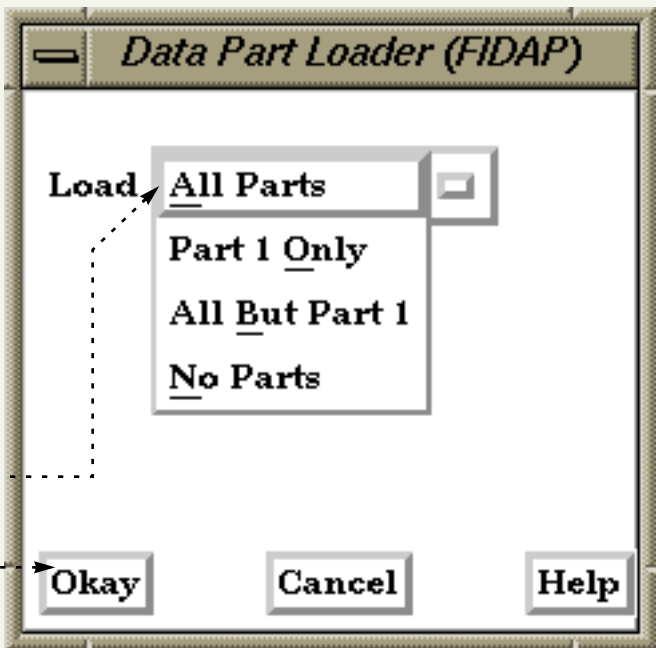 Data Part Loader (FIDAP)
Load All Parts
Part 1 Only
All But Part 1
No Parts
Okay Cancel Help